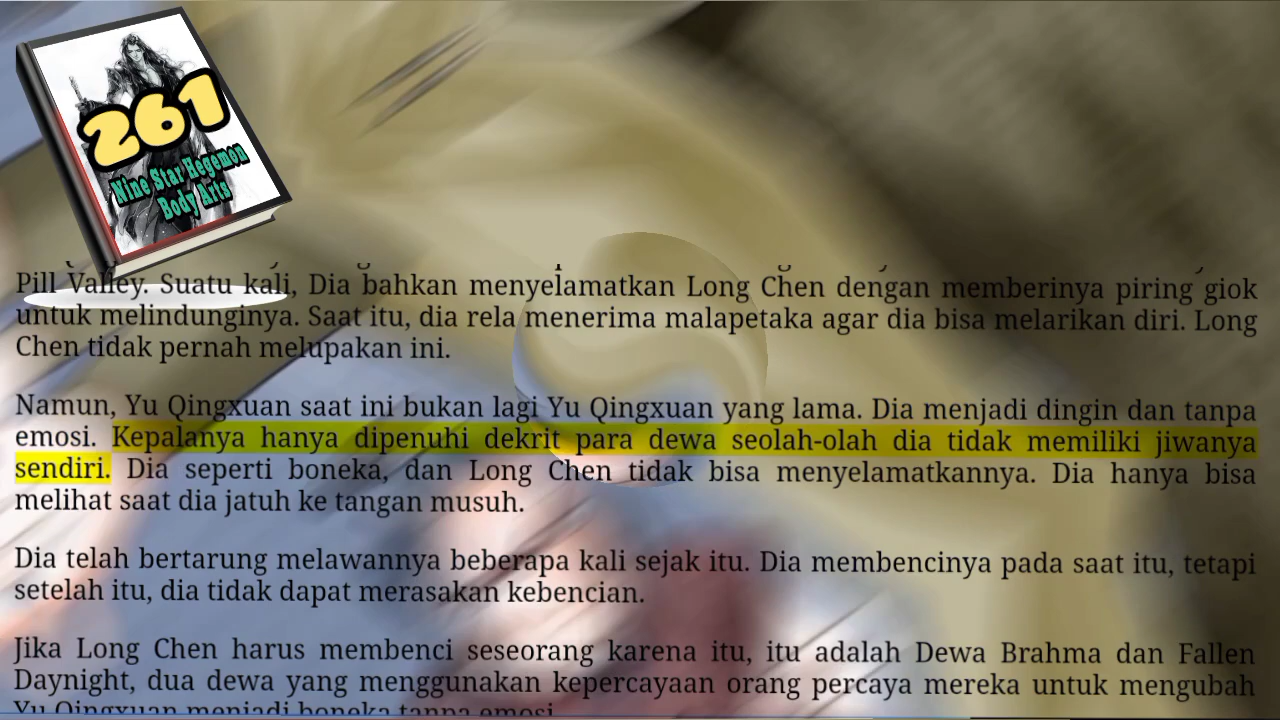 261
Nine Star Hegemon
Body Arts
Pill Valley. Suatu kali, Dia bahkan menyelamatkan Long Chen dengan memberinya piring giok
untuk melindunginya. Saat itu, dia rela menerima malapetaka agar dia bisa melarikan diri. Long
Chen tidak pernah melupakan ini.
Namun, Yu Qingxuan saat ini bukan lagi Yu Qingxuan yang lama. Dia menjadi dingin dan tanpa
emosi. Kepalanya hanya dipenuhi dekrit para dewa seolah-olah dia tidak memiliki jiwanya
sendiri. Dia seperti boneka, dan Long Chen tidak bisa menyelamatkannya. Dia hanya bisa
melihat saat dia jatuh ke tangan musuh.
Dia telah bertarung melawannya beberapa kali sejak itu. Dia membencinya pada saat itu, tetapi
setelah itu, dia tidak dapat merasakan kebencian.
Jika Long Chen harus membenci seseorang karena itu, itu adalah Dewa Brahma dan Fallen
Daynight, dua dewa yang menggunakan kepercayaan orang percaya mereka untuk mengubah
Yu Qingxuan menjadi boneka tanpa emosi.